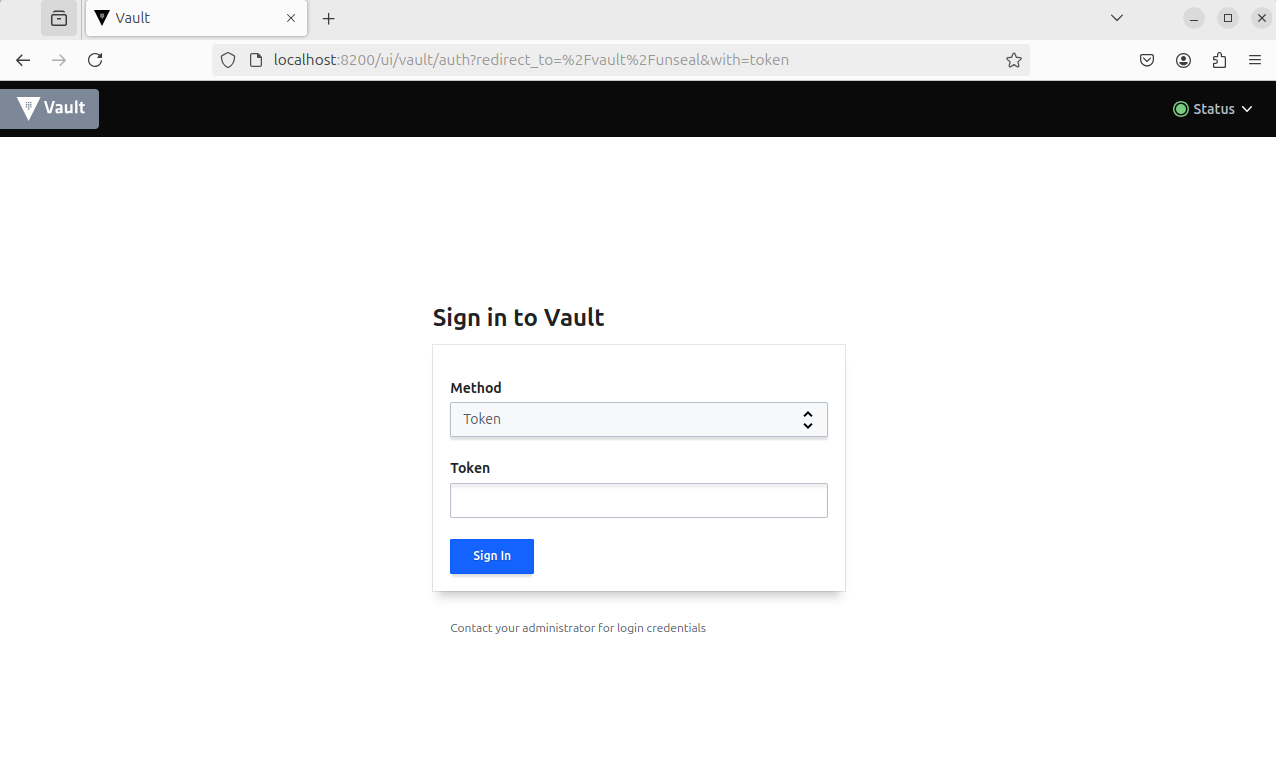 Vault
localhost:8200/ui/vault/auth?redirect_to=%2Fvault%2Funseal&with=token
Vault
Status
Sign in to Vault
Method
Token
Token
Sign In
Contact your administrator for login credentials